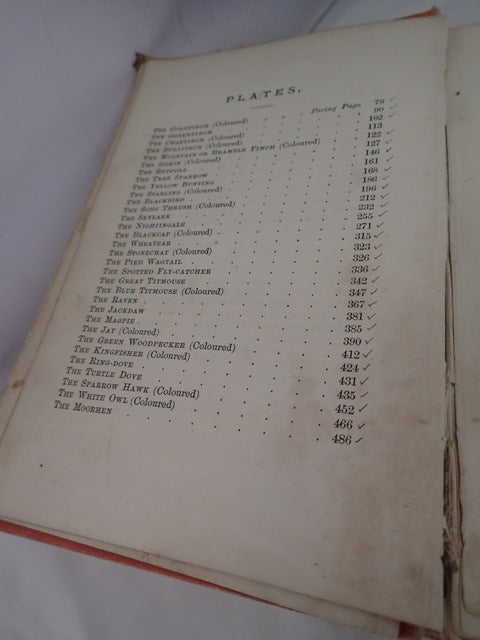 PLATES.
Facing Page
THE GOLDFINCH (Coloured) 78 ✓
THE GREENFINCH 90 ✓
THE CHAFFINCH (Coloured) 102 ✓
THE BULLFINCH (Coloured) 113 ✓
THE MOUNTAIN OR BRAMBLE FINCH (Coloured) 122 ✓
THE SISKIN (Coloured) 127 ✓
THE REDPOLL 146 ✓
THE TREE SPARROW 161 ✓
THE YELLOW BUNTING 168 ✓
THE STARLING (Coloured) 186 ✓
THE BLACKBIRD 196 ✓
THE SONG THRUSH (Coloured) 212 ✓
THE SKYLARK 232 ✓
THE NIGHTINGALE 255 ✓
THE BLACKCAP (Coloured) 271 ✓
THE WHEATEAR 315 ✓
THE STONECHAT (Coloured) 323 ✓
THE PIED WAGTAIL 326 ✓
THE SPOTTED FLY-CATCHER 336 ✓
THE GREAT TITMOUSE 342 ✓
THE BLUE TITMOUSE (Coloured) 347 ✓
THE RAVEN 367 ✓
THE JACKDAW 381 ✓
THE MAGPIE 385 ✓
THE JAY (Coloured) 390 ✓
THE GREEN WOODPECKER (Coloured) 412 ✓
THE KINGFISHER (Coloured) 424 ✓
THE RING-DOVE 431 ✓
THE TURTLE DOVE 435 ✓
THE SPARROW HAWK (Coloured) 452 ✓
THE WHITE OWL (Coloured) 466 ✓
THE MOORHEN 486 ✓